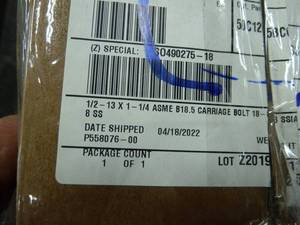 5BC12
(Z) SPECIAL: SO490275-18
1/2-13 X 1-1/4 ASME B18.5 CARRIAGE BOLT 18-
8 SS
DATE SHIPPED 04/18/2022
P558076-00
PACKAGE COUNT
1 OF 1
LOT Z2019